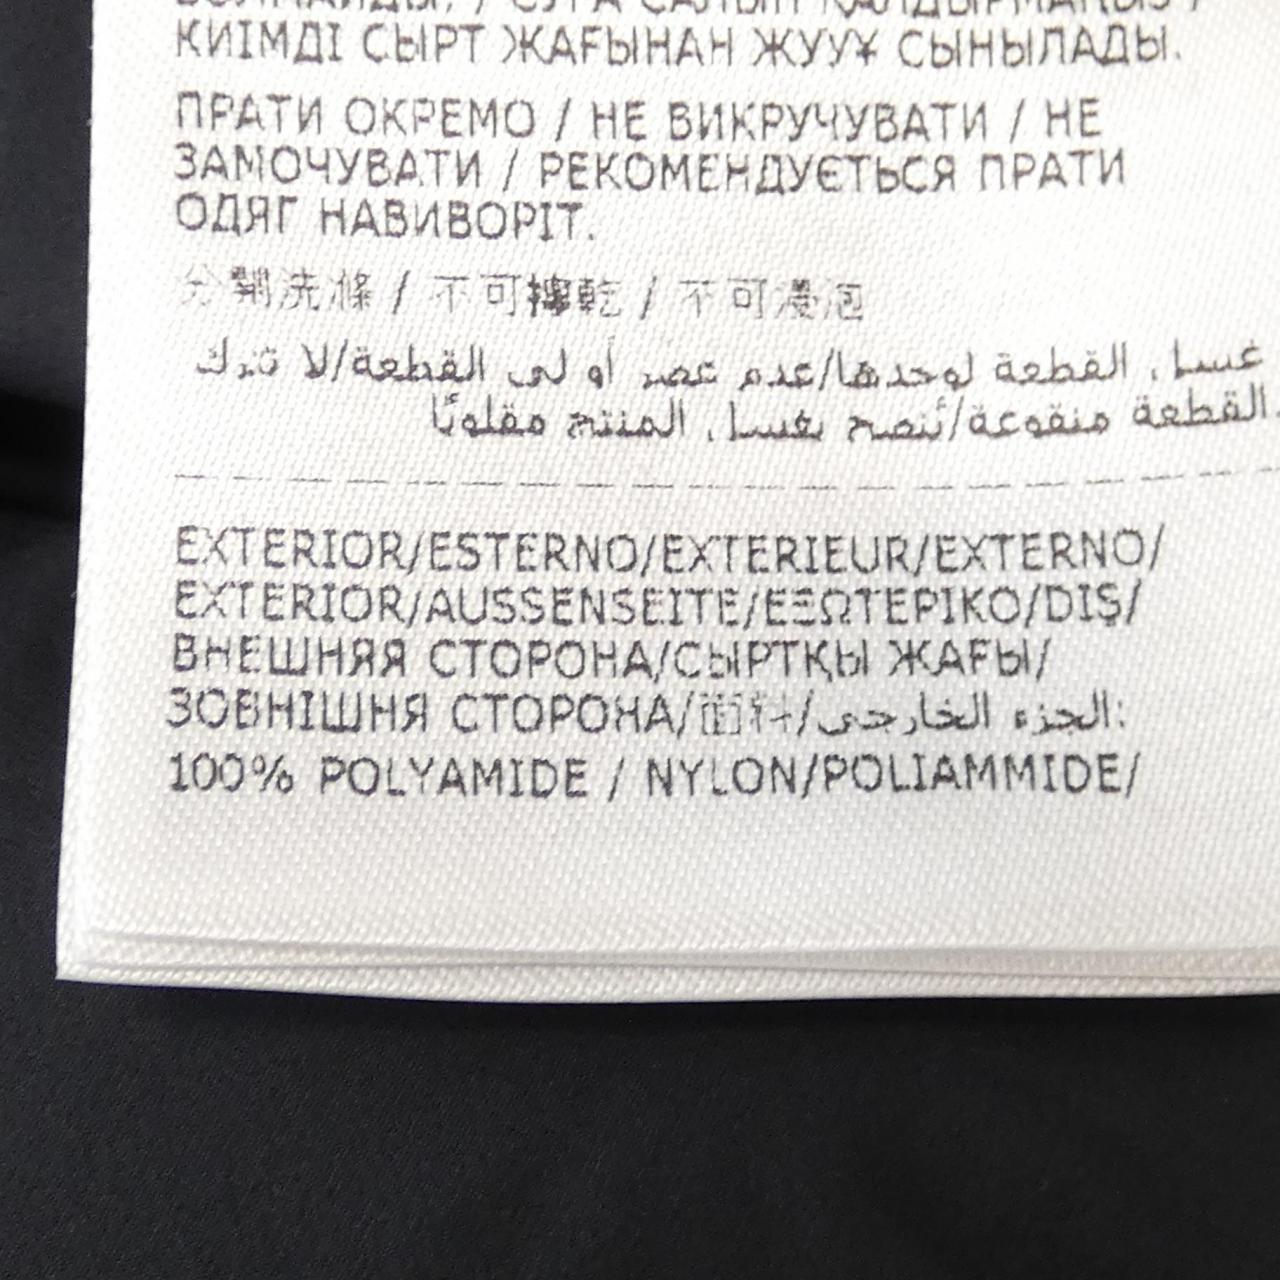 КИІМДІ СЫРТ ЖАҒЫНАН ЖУУ¥ СЫНЫЛАДЫ.
ПРАТИ ОКРЕМО / НЕ ВИКРУЧУВАТИ / НЕ
ЗАМОЧУВАТИ / РЕКОМЕНДУЄТЬСЯ ПРАТИ
ОДЯГ НАВИВОРІТ.
分開洗滌 / 不可擰乾 / 不可浸泡
غسل القطعة لوحدها/عدم عصر أو لي القطعة/لا تترك
القطعة منقوعة/يُنصح بغسل المنتج مقلوبًا.
EXTERIOR/ESTERNO/EXTERIEUR/EXTERNO/
EXTERIOR/AUSSENSEITE/ΕΞΩΤΕΡΙΚΟ/DIŞ/
ВНЕШНЯЯ СТОРОНА/СЫРТҚЫ ЖАҒЫ/
ЗОВНІШНЯ СТОРОНА/面料/الجزء الخارجي:
100% POLYAMIDE / NYLON/POLIAMMIDE/